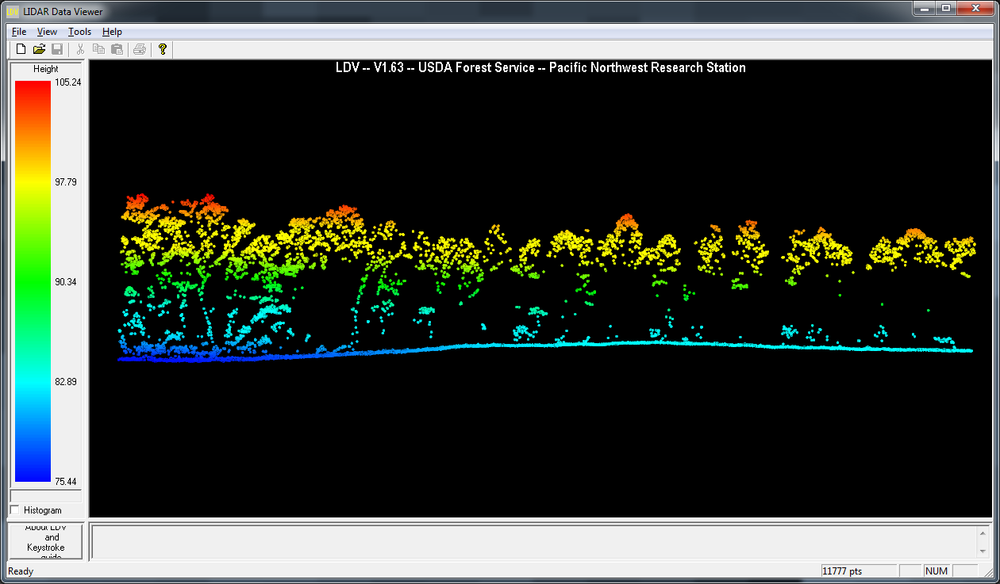 LDV LIDAR Data Viewer
File View Tools Help
LDV -- V1.63 -- USDA Forest Service -- Pacific Northwest Research Station
Height
105.24
97.79
90.34
82.89
75.44
Histogram
About LDV
and
Keystroke
guide
Ready
11777 pts
NUM